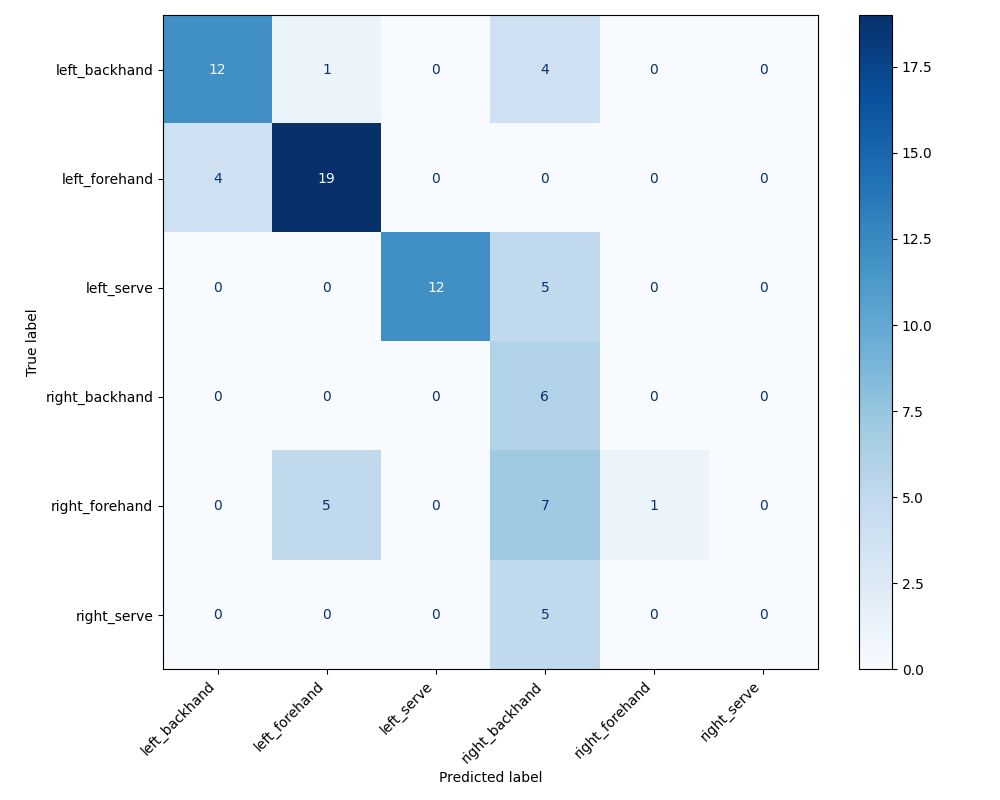 left_backhand 12 1 0 4 0 0
left_forehand 4 19 0 0 0 0
left_serve 0 0 12 5 0 0
right_backhand 0 0 0 6 0 0
right_forehand 0 5 0 7 1 0
right_serve 0 0 0 5 0 0
True label
left_backhand left_forehand left_serve right_backhand right_forehand right_serve
Predicted label
17.5
15.0
12.5
10.0
7.5
5.0
2.5
0.0